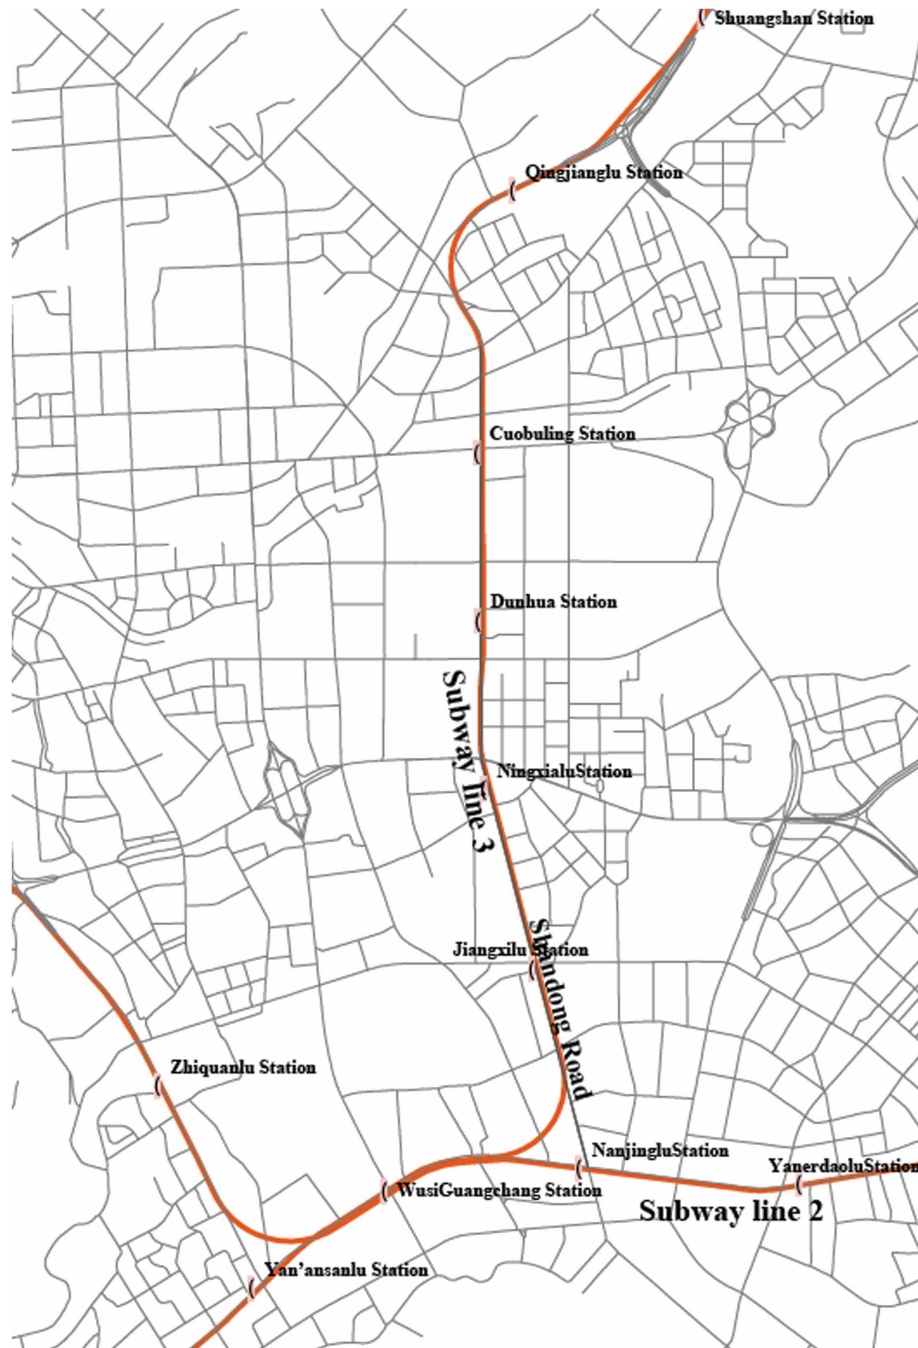 Shuangshan Station
Qingjianglu Station
Cuobuling Station
Dunhua Station
Subway line 3
NingxialuStation
Shandong Road
Jiangxilu Station
Zhiquanlu Station
NanjingluStation
YanerdaoluStation
WusiGuangchang Station
Subway line 2
Yan'ansanlu Station